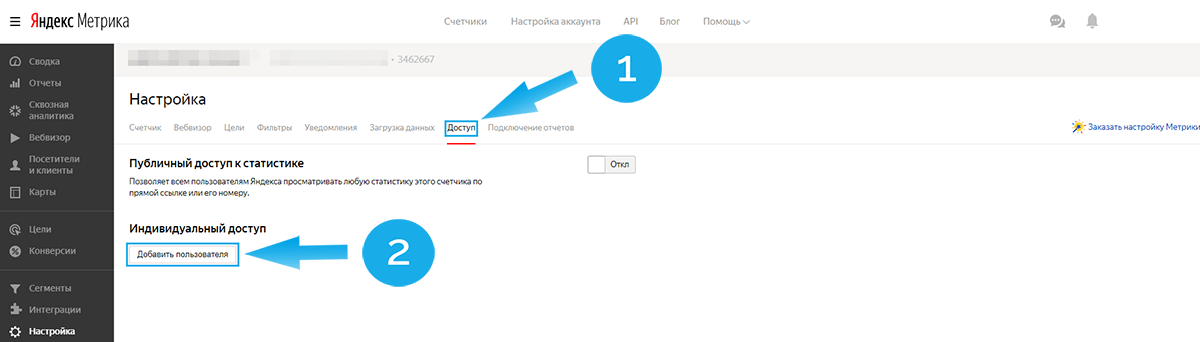 Яндекс Метрика
Счетчики
Настройка аккаунта
API
Блог
Помощь
Сводка
Отчеты
Сквозная
аналитика
Вебвизор
Посетители
и клиенты
Карты
Цели
Конверсии
Сегменты
Интеграции
Настройка
• 3462667
1
Настройка
Счетчик
Вебвизор
Цели
Фильтры
Уведомления
Загрузка данных
Доступ
Подключение отчетов
Заказать настройку Метрики
Публичный доступ к статистике
Откл
Позволяет всем пользователям Яндекса просматривать любую статистику этого счетчика по
прямой ссылке или его номеру.
Индивидуальный доступ
Добавить пользователя
2